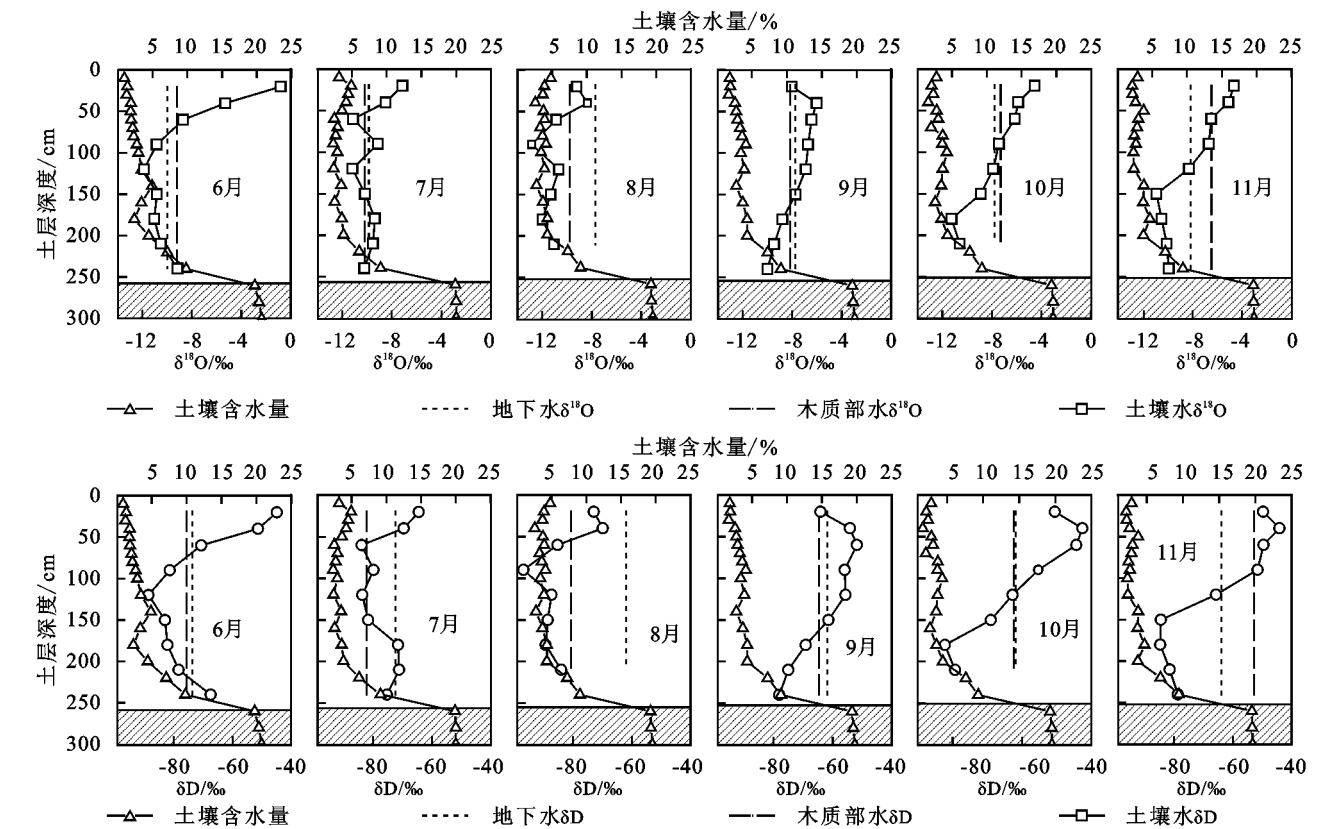 土壤含水量/%
5 10 15 20 25 5 10 15 20 25 5 10 15 20 25 5 10 15 20 25 5 10 15 20 25 5 10 15 20 25
0
50
100
150
200
250
300
土层深度/cm
6月 7月 8月 9月 10月 11月
-12 -8 -4 0 -12 -8 -4 0 -12 -8 -4 0 -12 -8 -4 0 -12 -8 -4 0 -12 -8 -4 0
δ¹⁸O/‰ δ¹⁸O/‰ δ¹⁸O/‰ δ¹⁸O/‰ δ¹⁸O/‰ δ¹⁸O/‰
土壤含水量 地下水δ¹⁸O 木质部水δ¹⁸O 土壤水δ¹⁸O
土壤含水量/%
5 10 15 20 25 5 10 15 20 25 5 10 15 20 25 5 10 15 20 25 5 10 15 20 25 5 10 15 20 25
0
50
100
150
200
250
300
土层深度/cm
6月 7月 8月 9月 10月 11月
-80 -60 -40 -80 -60 -40 -80 -60 -40 -80 -60 -40 -80 -60 -40 -80 -60 -40
δD/‰ δD/‰ δD/‰ δD/‰ δD/‰ δD/‰
土壤含水量 地下水δD 木质部水δD 土壤水δD